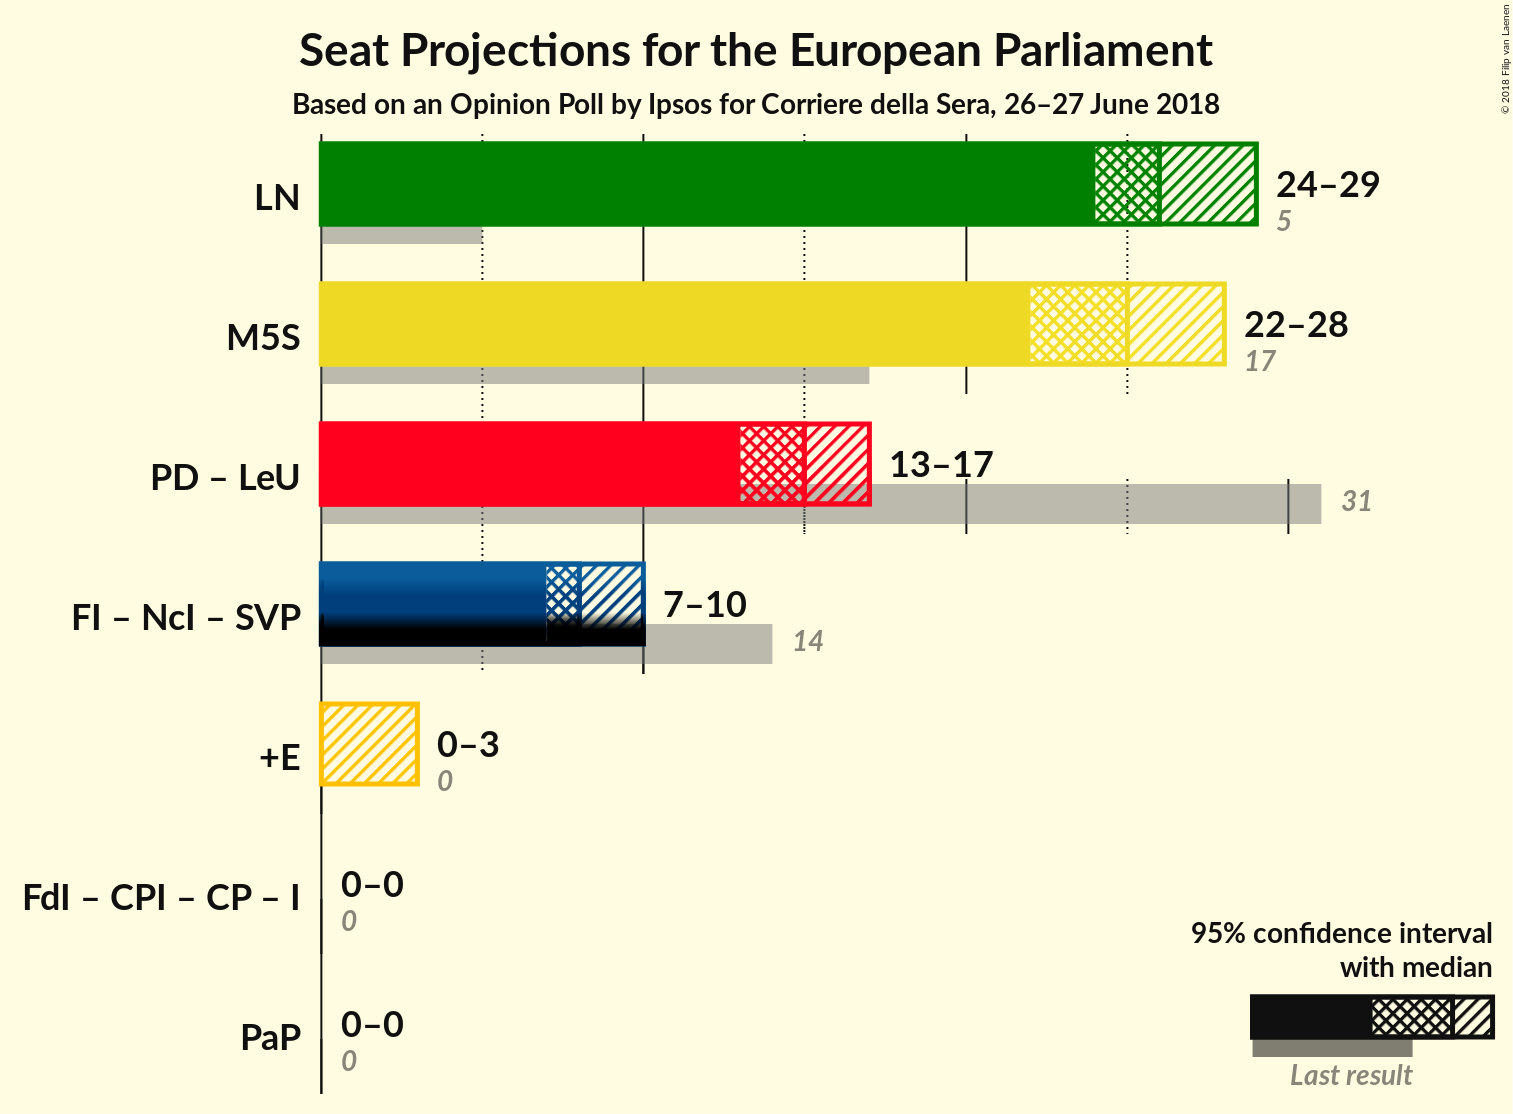 Seat Projections for the European Parliament
Based on an Opinion Poll by Ipsos for Corriere della Sera, 26–27 June 2018
© 2018 Filip van Laenen
LN
24–29
5
M5S
22–28
17
PD – LeU
13–17
31
FI – NcI – SVP
7–10
14
+E
0–3
0
FdI – CPI – CP – I
0–0
0
PaP
0–0
0
95% confidence interval
with median
Last result